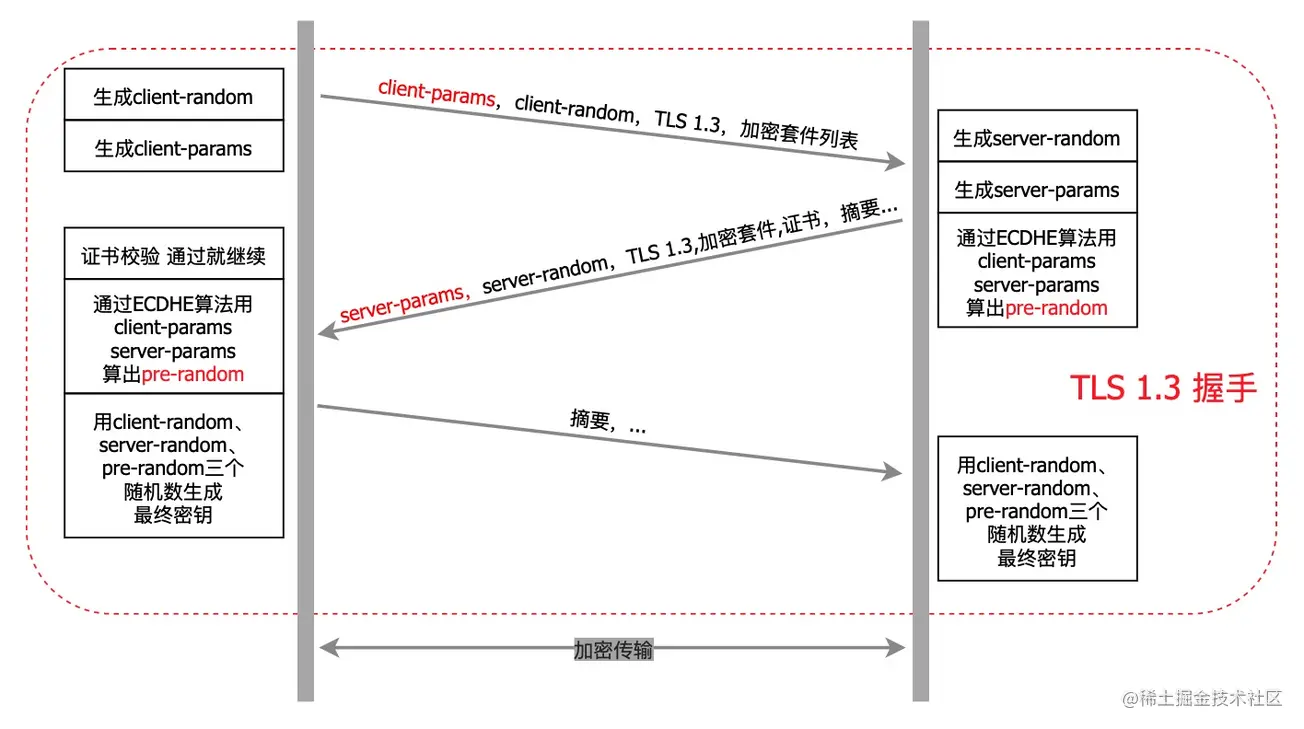 生成client-random
生成client-params
client-params，client-random，TLS 1.3，加密套件列表
生成server-random
生成server-params
通过ECDHE算法用
client-params
server-params
算出pre-random
server-params，server-random，TLS 1.3,加密套件,证书，摘要...
证书校验 通过就继续
通过ECDHE算法用
client-params
server-params
算出pre-random
用client-random、
server-random、
pre-random三个
随机数生成
最终密钥
摘要，...
TLS 1.3 握手
用client-random、
server-random、
pre-random三个
随机数生成
最终密钥
加密传输
@稀土掘金技术社区